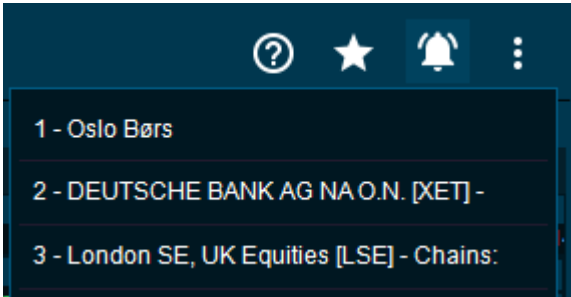 1 - Oslo Børs
2 - DEUTSCHE BANK AG NA O.N. [XET] -
3 - London SE, UK Equities [LSE] - Chains: